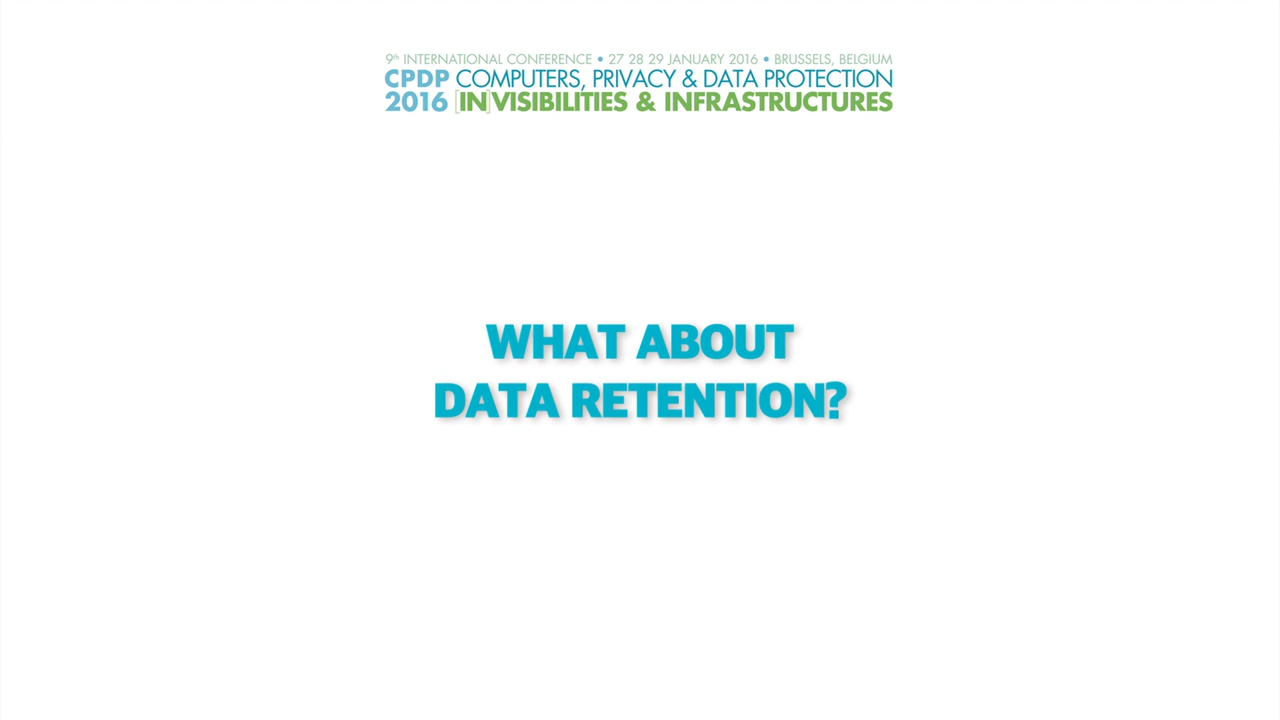 9th INTERNATIONAL CONFERENCE • 27 28 29 JANUARY 2016 • BRUSSELS, BELGIUM
CPDP COMPUTERS, PRIVACY & DATA PROTECTION
2016 [IN]VISIBILITIES & INFRASTRUCTURES
WHAT ABOUT
DATA RETENTION?